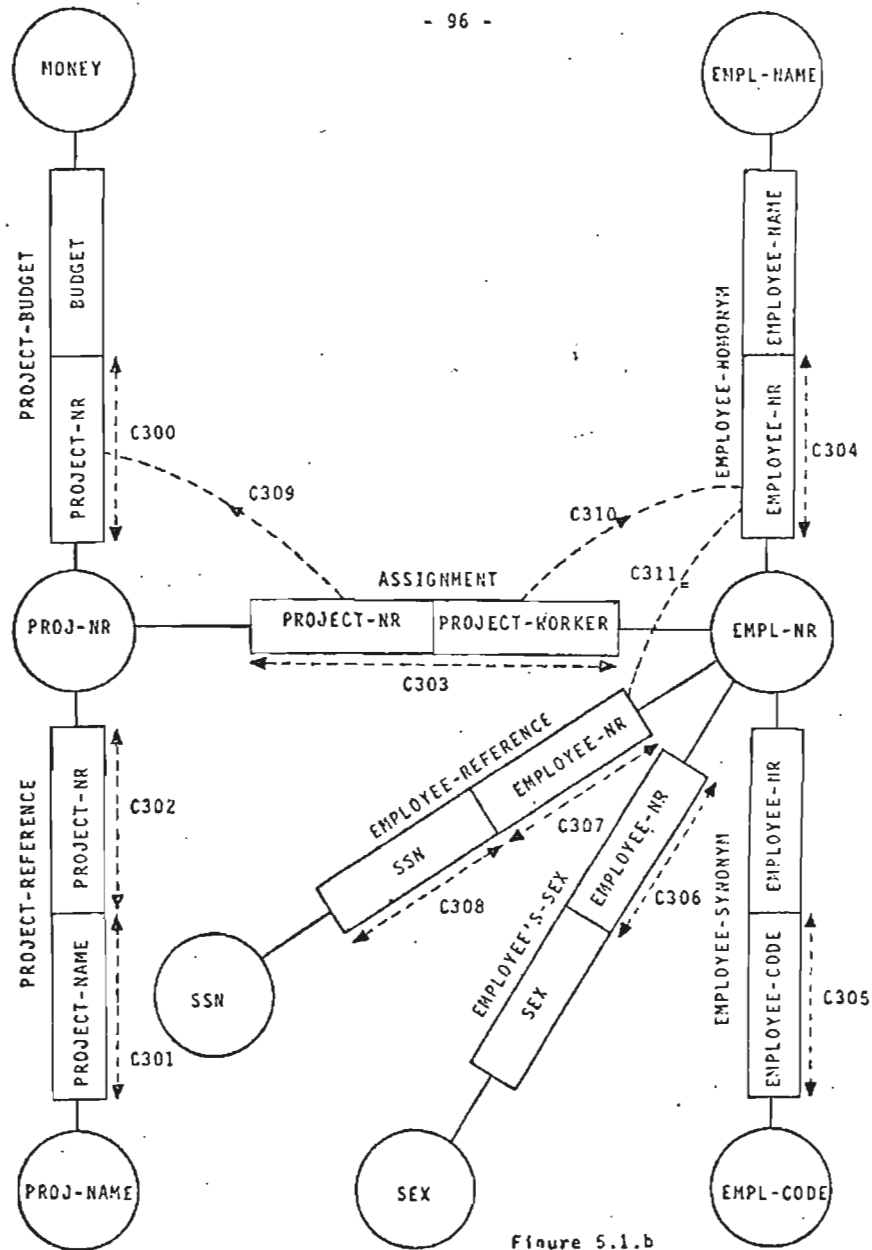 - 96 -
MONEY
EMPL-NAME
PROJECT-BUDGET
BUDGET
PROJECT-NR
C300
EMPLOYEE-HOMONYM
EMPLOYEE-NAME
EMPLOYEE-NR
C304
C309
C310
C311
=
ASSIGNMENT
PROJ-NR
PROJECT-NR
PROJECT-WORKER
EMPL-NR
C303
PROJECT-REFERENCE
PROJECT-NR
C302
PROJECT-NAME
C301
EMPLOYEE-REFERENCE
SSN
EMPLOYEE-NR
C307
C308
EMPLOYEE'S-SEX
SEX
EMPLOYEE-NR
C306
EMPLOYEE-SYNONYM
EMPLOYEE-NR
EMPLOYEE-CODE
C305
SSN
PROJ-NAME
SEX
EMPL-CODE
Figure 5.1.b